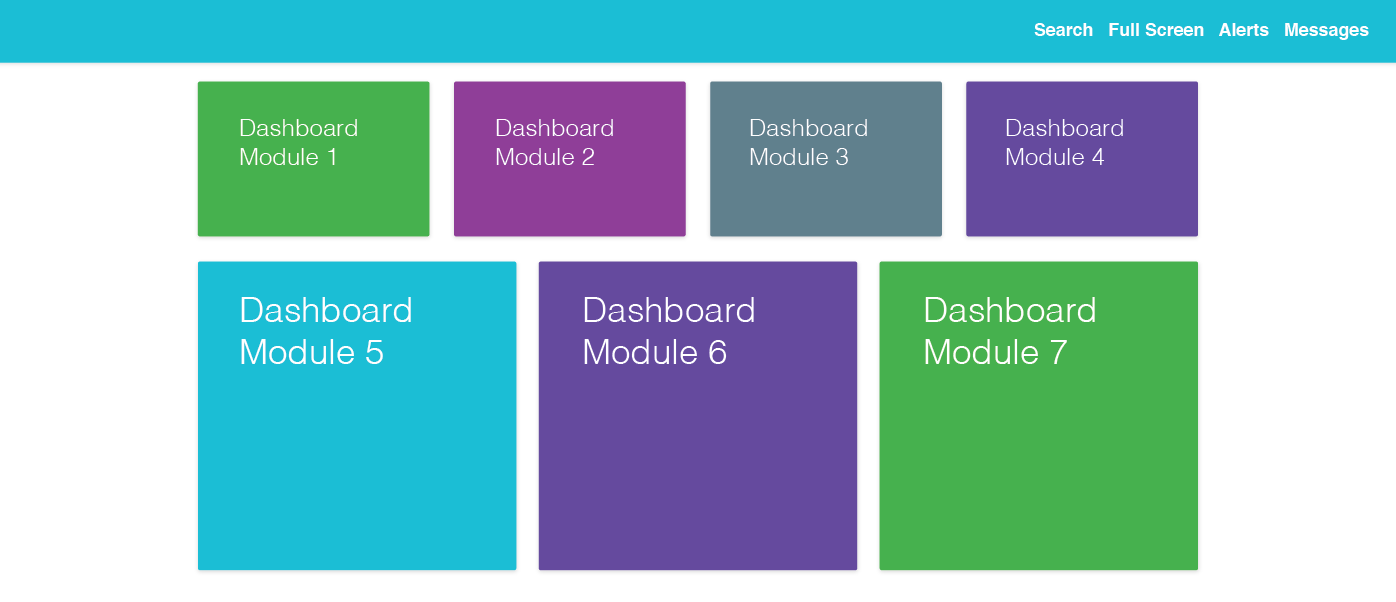 Search Full Screen Alerts Messages
Dashboard
Module 1
Dashboard
Module 2
Dashboard
Module 3
Dashboard
Module 4
Dashboard
Module 5
Dashboard
Module 6
Dashboard
Module 7